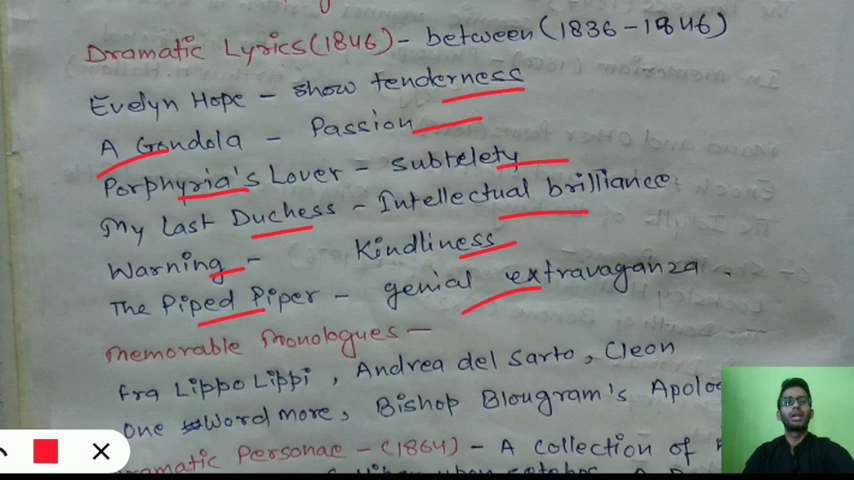 Dramatic Lyrics (1846) - between (1836-1846)
Evelyn Hope - show tenderness
A Gondola - Passion
Porphyria's Lover - subtelety
My Last Duchess - Intellectual brilliance.
Warning - Kindliness
The Piped Piper - genial extravaganza.
Memorable Monologues -
fra Lippo Lippi, Andrea del Sarto, Cleon
One Word more, Bishop Blougram's Apolo
ramatic Personae - (1864) - A collection of